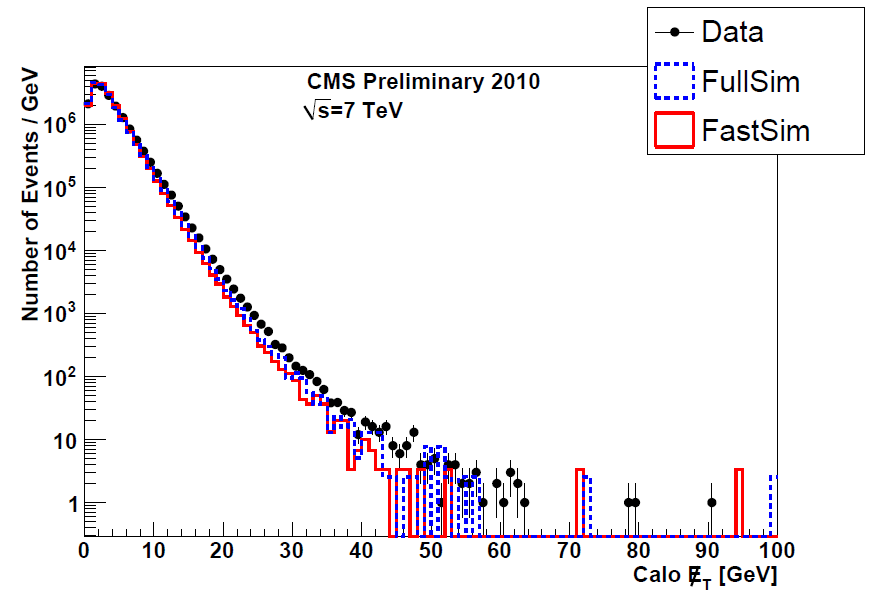 Data
FullSim
FastSim
CMS Preliminary 2010
√s=7 TeV
Number of Events / GeV
10⁶
10⁵
10⁴
10³
10²
10
1
0 10 20 30 40 50 60 70 80 90 100
Calo E̸_T [GeV]